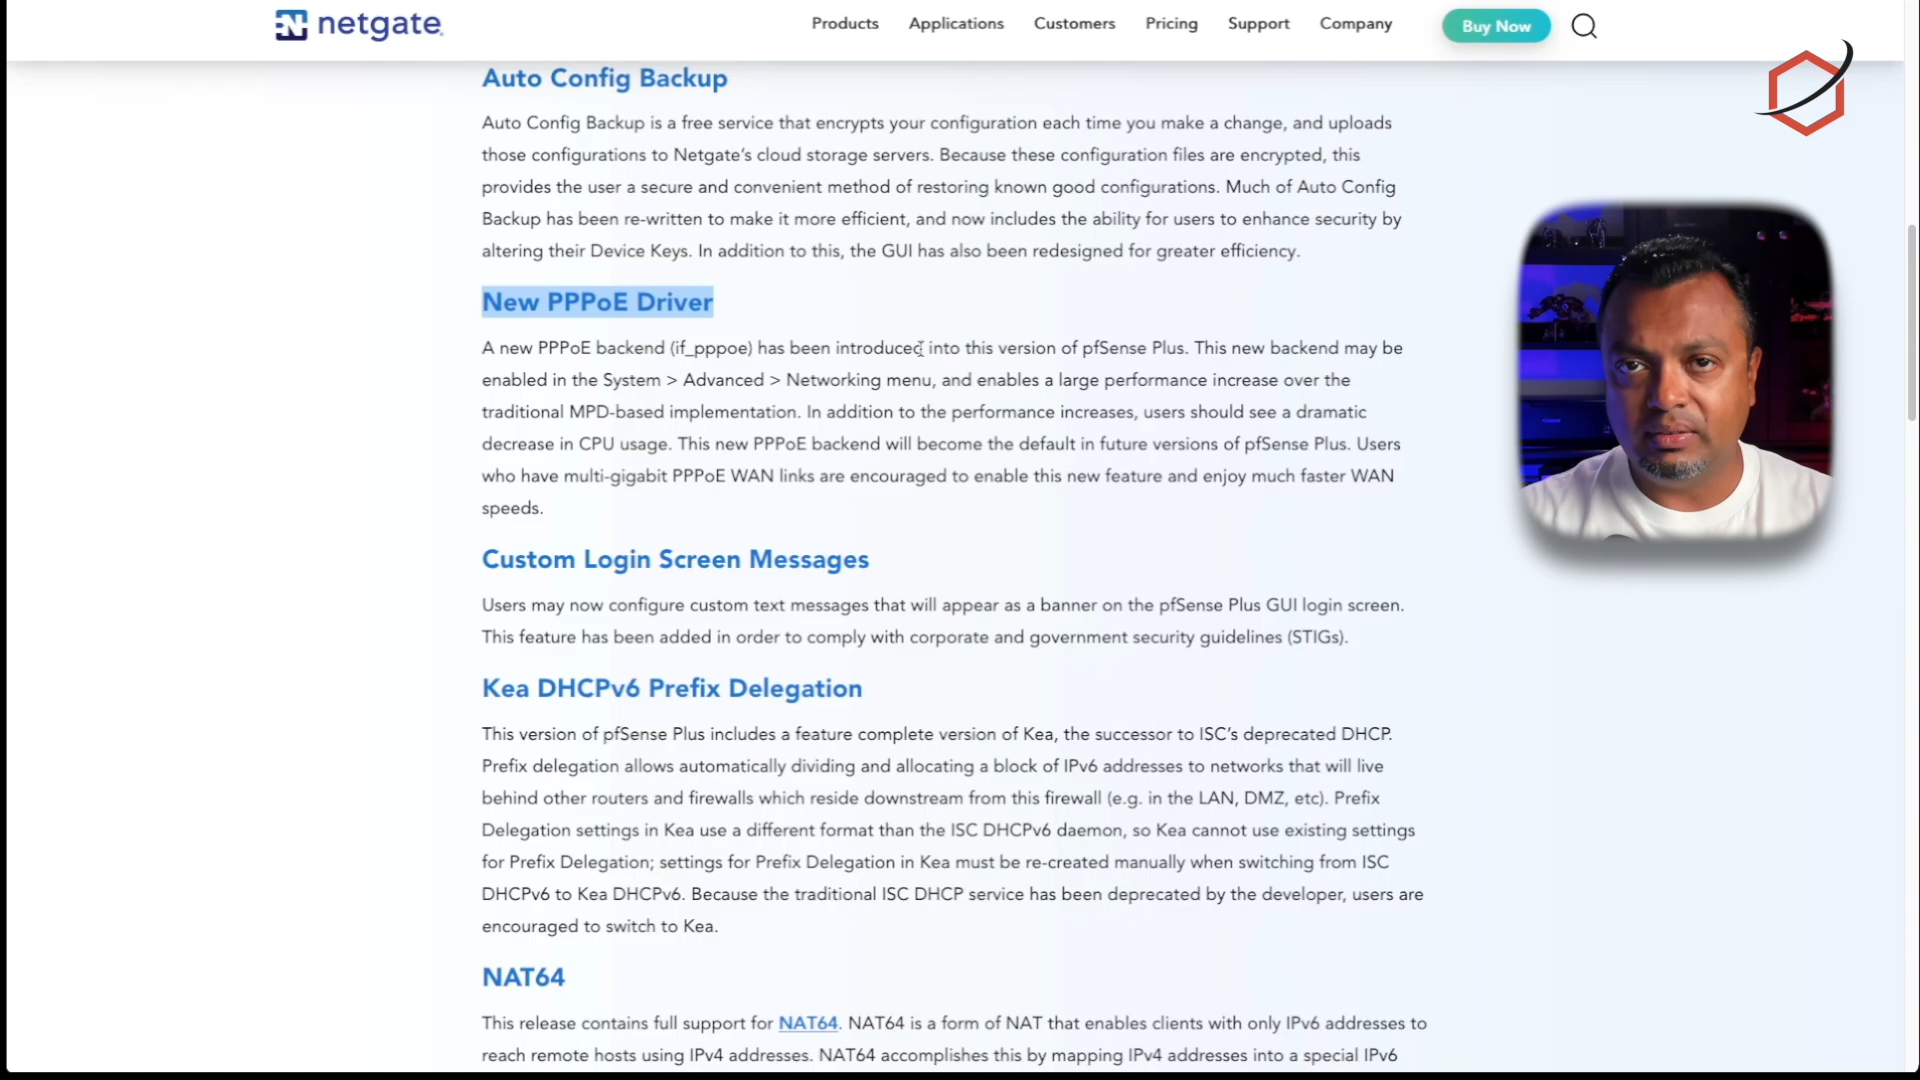 netgate
Products Applications Customers Pricing Support Company Buy Now
Auto Config Backup
Auto Config Backup is a free service that encrypts your configuration each time you make a change, and uploads
those configurations to Netgate’s cloud storage servers. Because these configuration files are encrypted, this
provides the user a secure and convenient method of restoring known good configurations. Much of Auto Config
Backup has been re-written to make it more efficient, and now includes the ability for users to enhance security by
altering their Device Keys. In addition to this, the GUI has also been redesigned for greater efficiency.
New PPPoE Driver
A new PPPoE backend (if_pppoe) has been introduced into this version of pfSense Plus. This new backend may be
enabled in the System > Advanced > Networking menu, and enables a large performance increase over the
traditional MPD-based implementation. In addition to the performance increases, users should see a dramatic
decrease in CPU usage. This new PPPoE backend will become the default in future versions of pfSense Plus. Users
who have multi-gigabit PPPoE WAN links are encouraged to enable this new feature and enjoy much faster WAN
speeds.
Custom Login Screen Messages
Users may now configure custom text messages that will appear as a banner on the pfSense Plus GUI login screen.
This feature has been added in order to comply with corporate and government security guidelines (STIGs).
Kea DHCPv6 Prefix Delegation
This version of pfSense Plus includes a feature complete version of Kea, the successor to ISC’s deprecated DHCP.
Prefix delegation allows automatically dividing and allocating a block of IPv6 addresses to networks that will live
behind other routers and firewalls which reside downstream from this firewall (e.g. in the LAN, DMZ, etc). Prefix
Delegation settings in Kea use a different format than the ISC DHCPv6 daemon, so Kea cannot use existing settings
for Prefix Delegation; settings for Prefix Delegation in Kea must be re-created manually when switching from ISC
DHCPv6 to Kea DHCPv6. Because the traditional ISC DHCP service has been deprecated by the developer, users are
encouraged to switch to Kea.
NAT64
This release contains full support for NAT64. NAT64 is a form of NAT that enables clients with only IPv6 addresses to
reach remote hosts using IPv4 addresses. NAT64 accomplishes this by mapping IPv4 addresses into a special IPv6